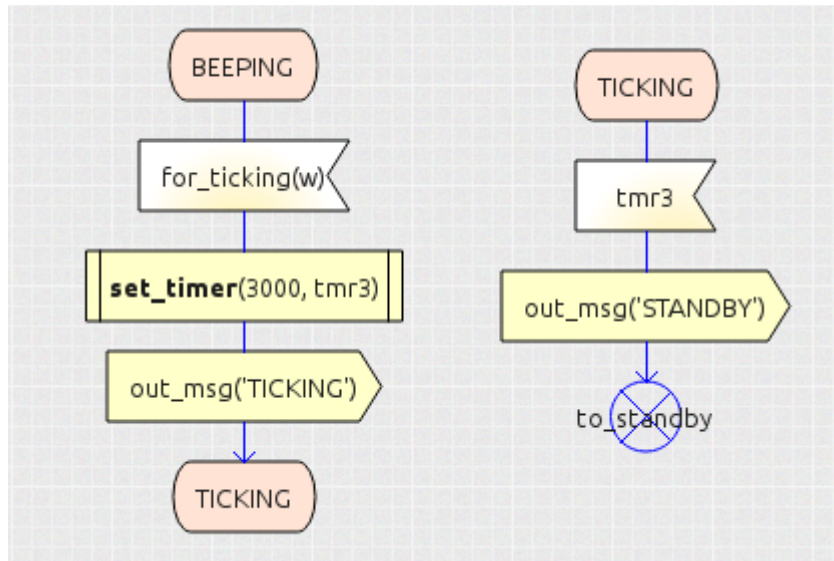 BEEPING
for_ticking(w)
set_timer(3000, tmr3)
out_msg('TICKING')
TICKING
TICKING
tmr3
out_msg('STANDBY')
to_standby